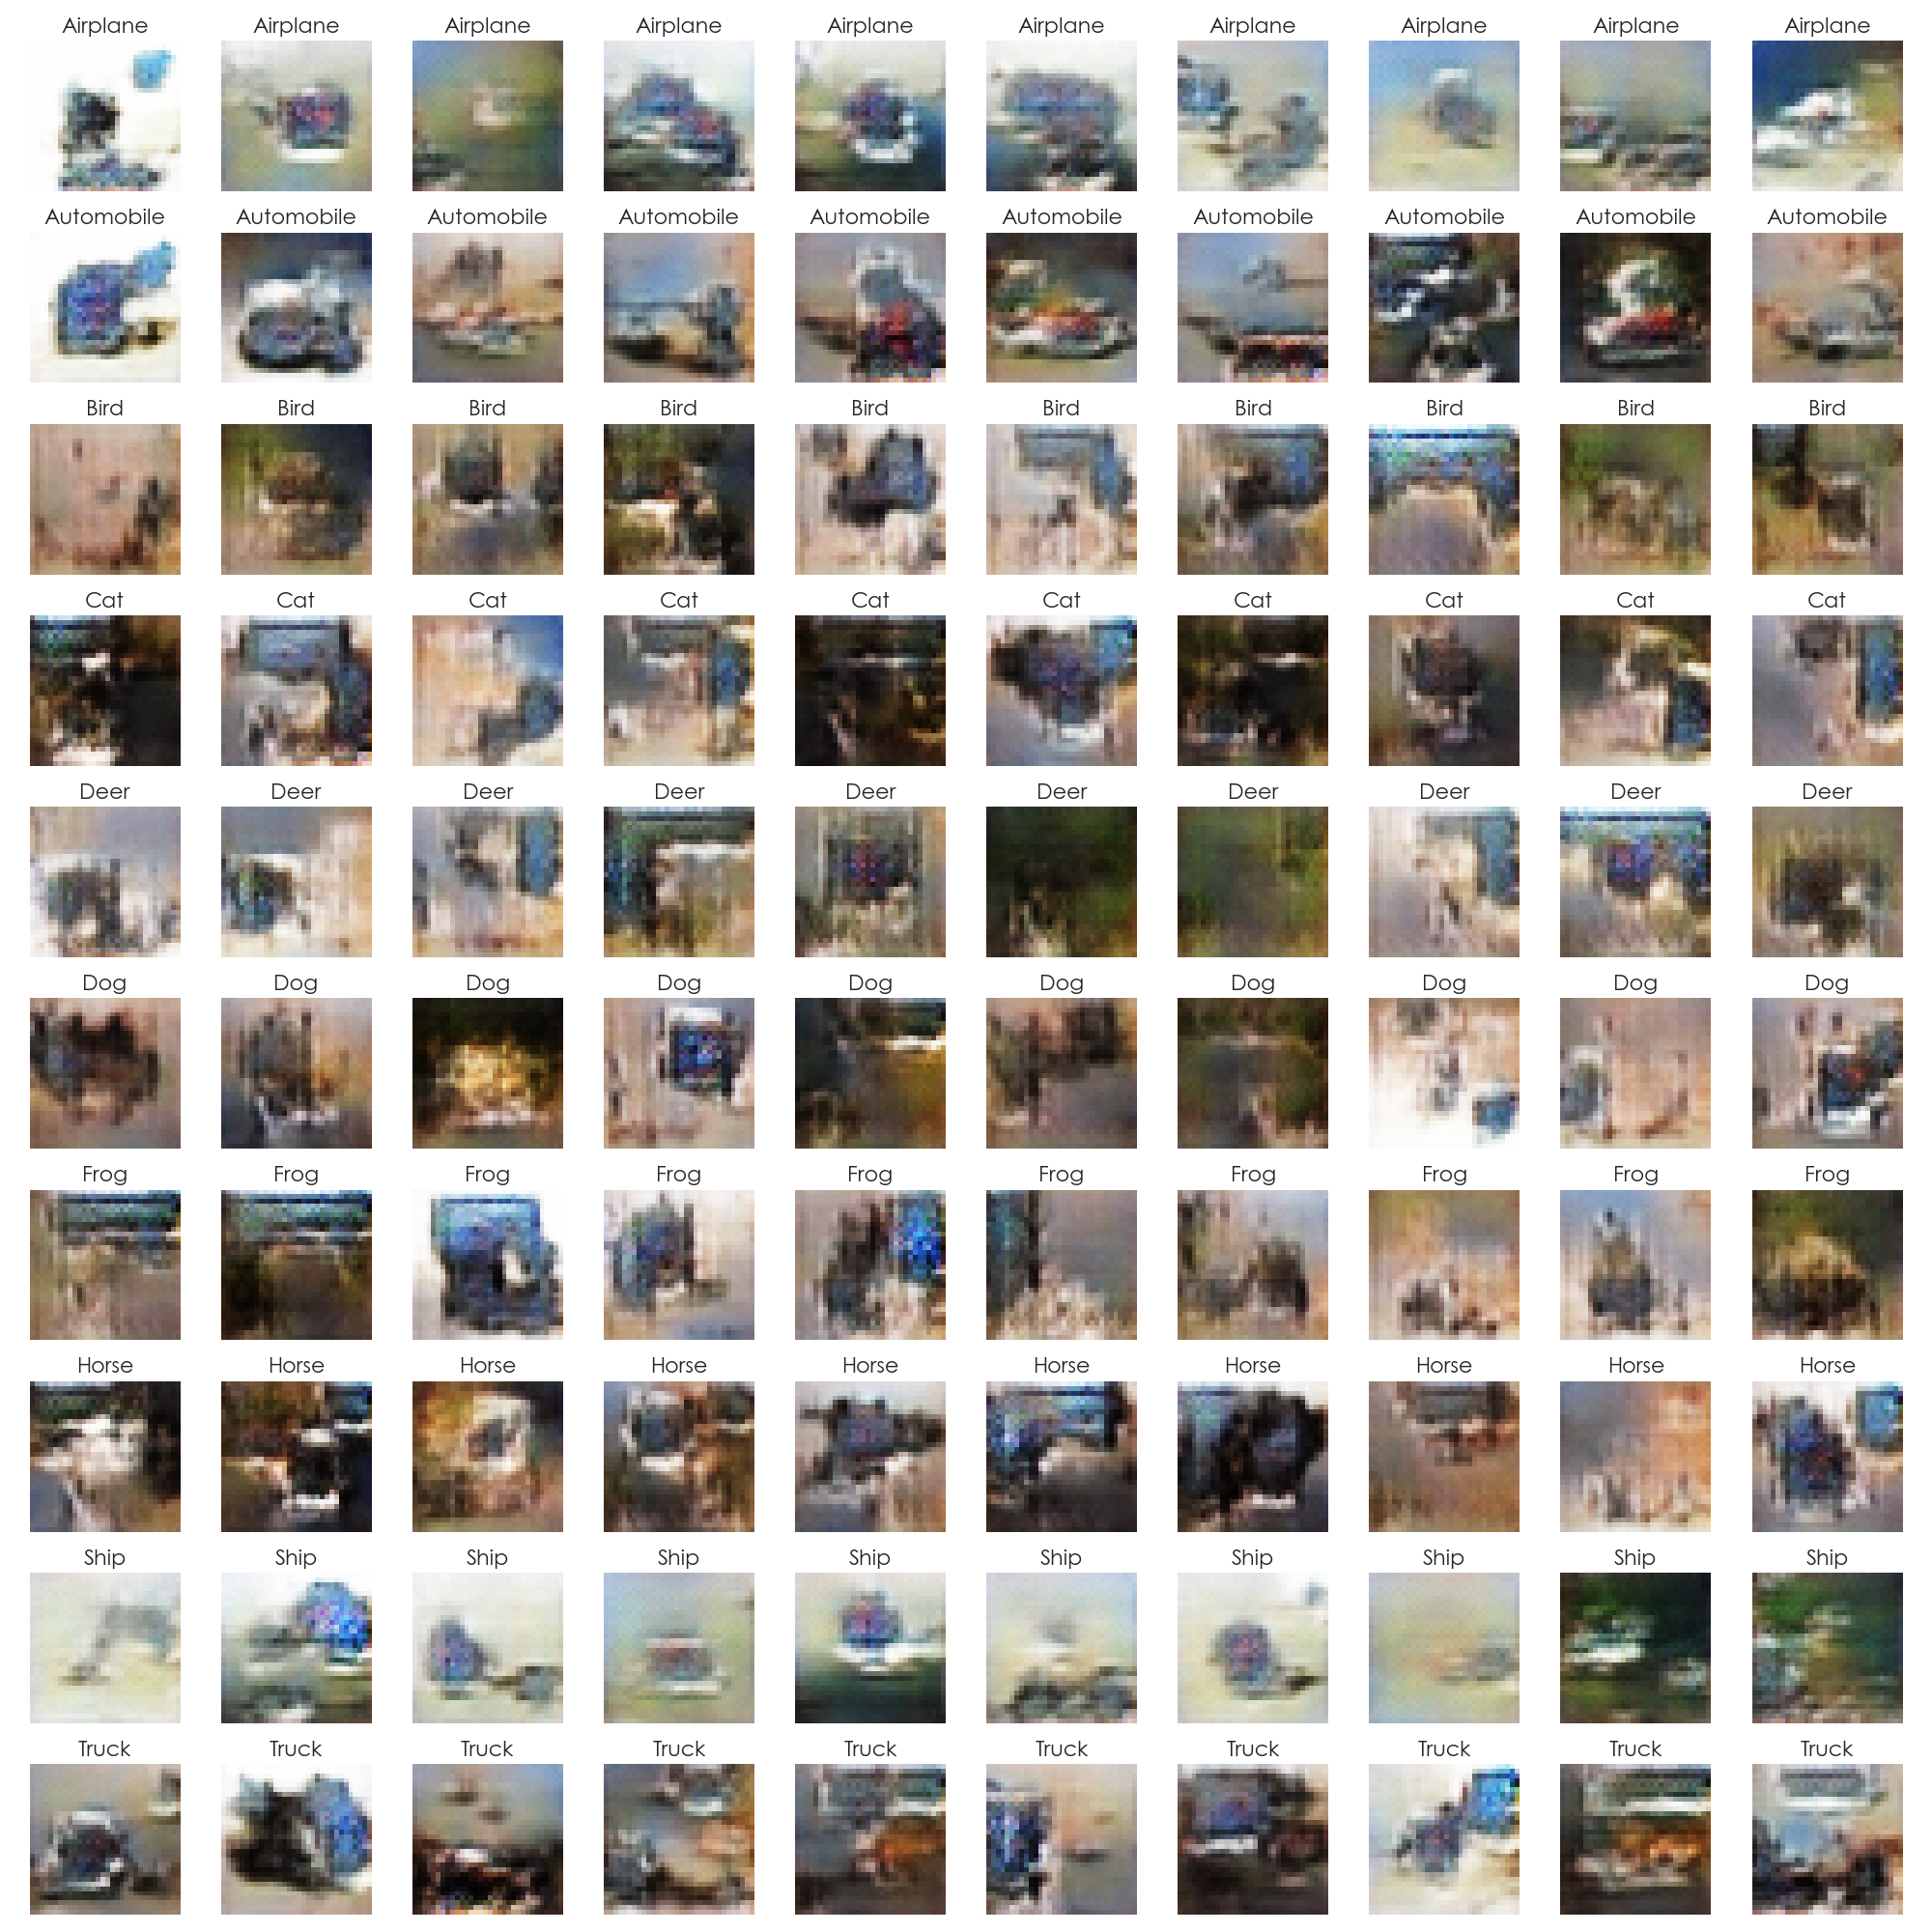 Airplane Airplane Airplane Airplane Airplane Airplane Airplane Airplane Airplane Airplane
Automobile Automobile Automobile Automobile Automobile Automobile Automobile Automobile Automobile Automobile
Bird Bird Bird Bird Bird Bird Bird Bird Bird Bird
Cat Cat Cat Cat Cat Cat Cat Cat Cat Cat
Deer Deer Deer Deer Deer Deer Deer Deer Deer Deer
Dog Dog Dog Dog Dog Dog Dog Dog Dog Dog
Frog Frog Frog Frog Frog Frog Frog Frog Frog Frog
Horse Horse Horse Horse Horse Horse Horse Horse Horse Horse
Ship Ship Ship Ship Ship Ship Ship Ship Ship Ship
Truck Truck Truck Truck Truck Truck Truck Truck Truck Truck